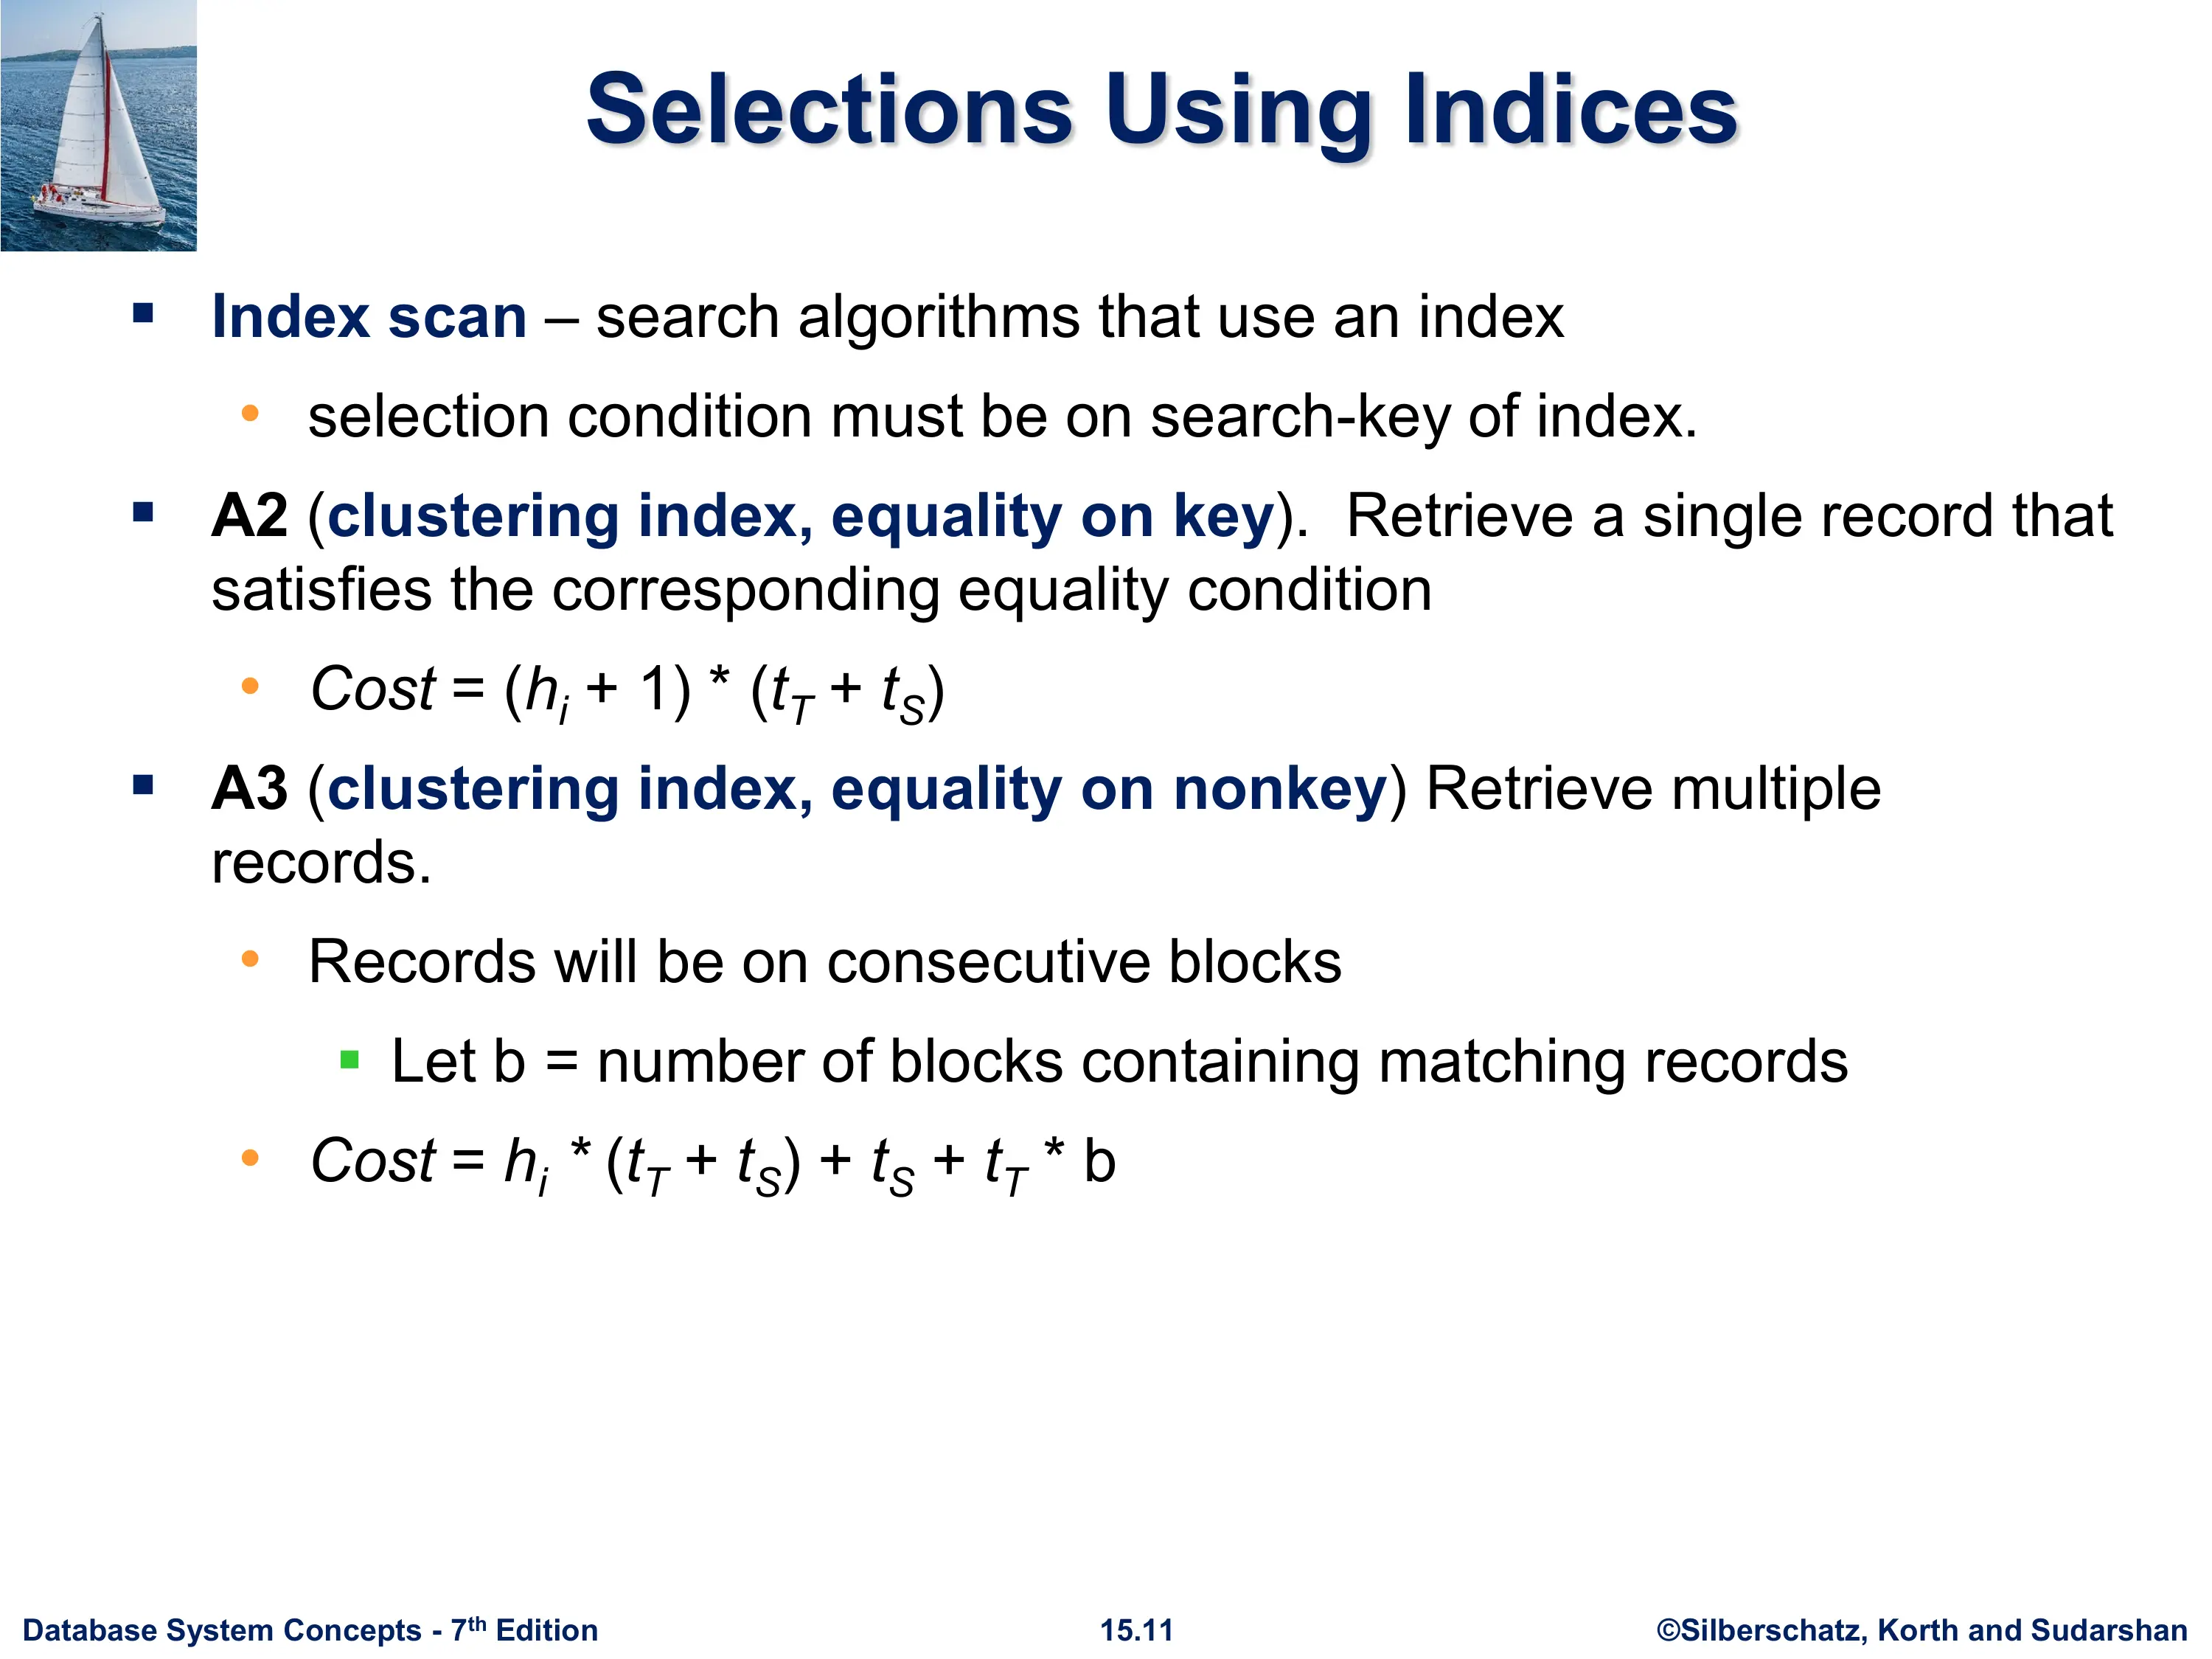 Selections Using Indices
▪ Index scan – search algorithms that use an index
• selection condition must be on search-key of index.
▪ A2 (clustering index, equality on key).  Retrieve a single record that
satisfies the corresponding equality condition
• Cost = (hᵢ + 1) * (t_T + t_S)
▪ A3 (clustering index, equality on nonkey) Retrieve multiple
records.
• Records will be on consecutive blocks
▪ Let b = number of blocks containing matching records
• Cost = hᵢ * (t_T + t_S) + t_S + t_T * b
Database System Concepts - 7th Edition
15.11
©Silberschatz, Korth and Sudarshan